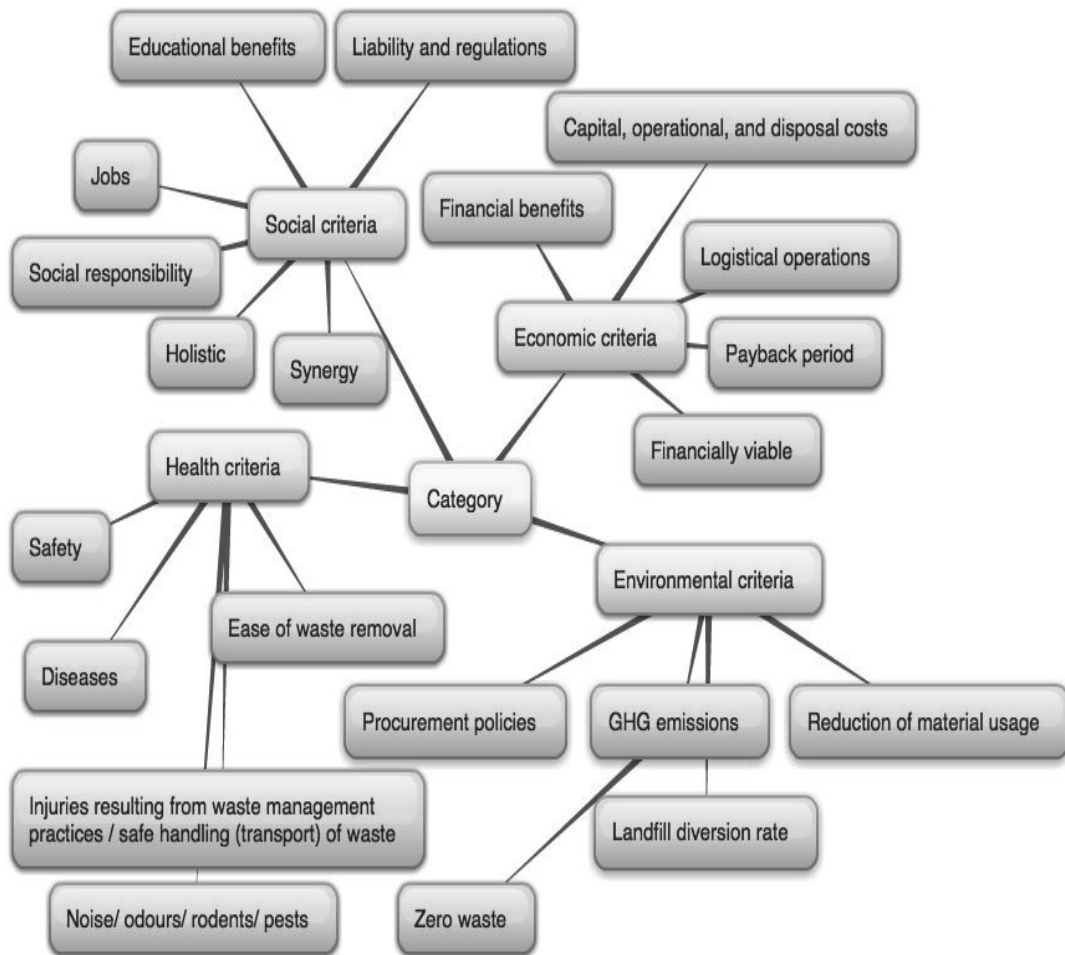 Educational benefits
Liability and regulations
Capital, operational, and disposal costs
Jobs
Financial benefits
Social criteria
Logistical operations
Social responsibility
Economic criteria
Payback period
Holistic
Synergy
Financially viable
Health criteria
Category
Safety
Environmental criteria
Ease of waste removal
Diseases
Procurement policies
GHG emissions
Reduction of material usage
Injuries resulting from waste management
practices / safe handling (transport) of waste
Landfill diversion rate
Noise/ odours/ rodents/ pests
Zero waste